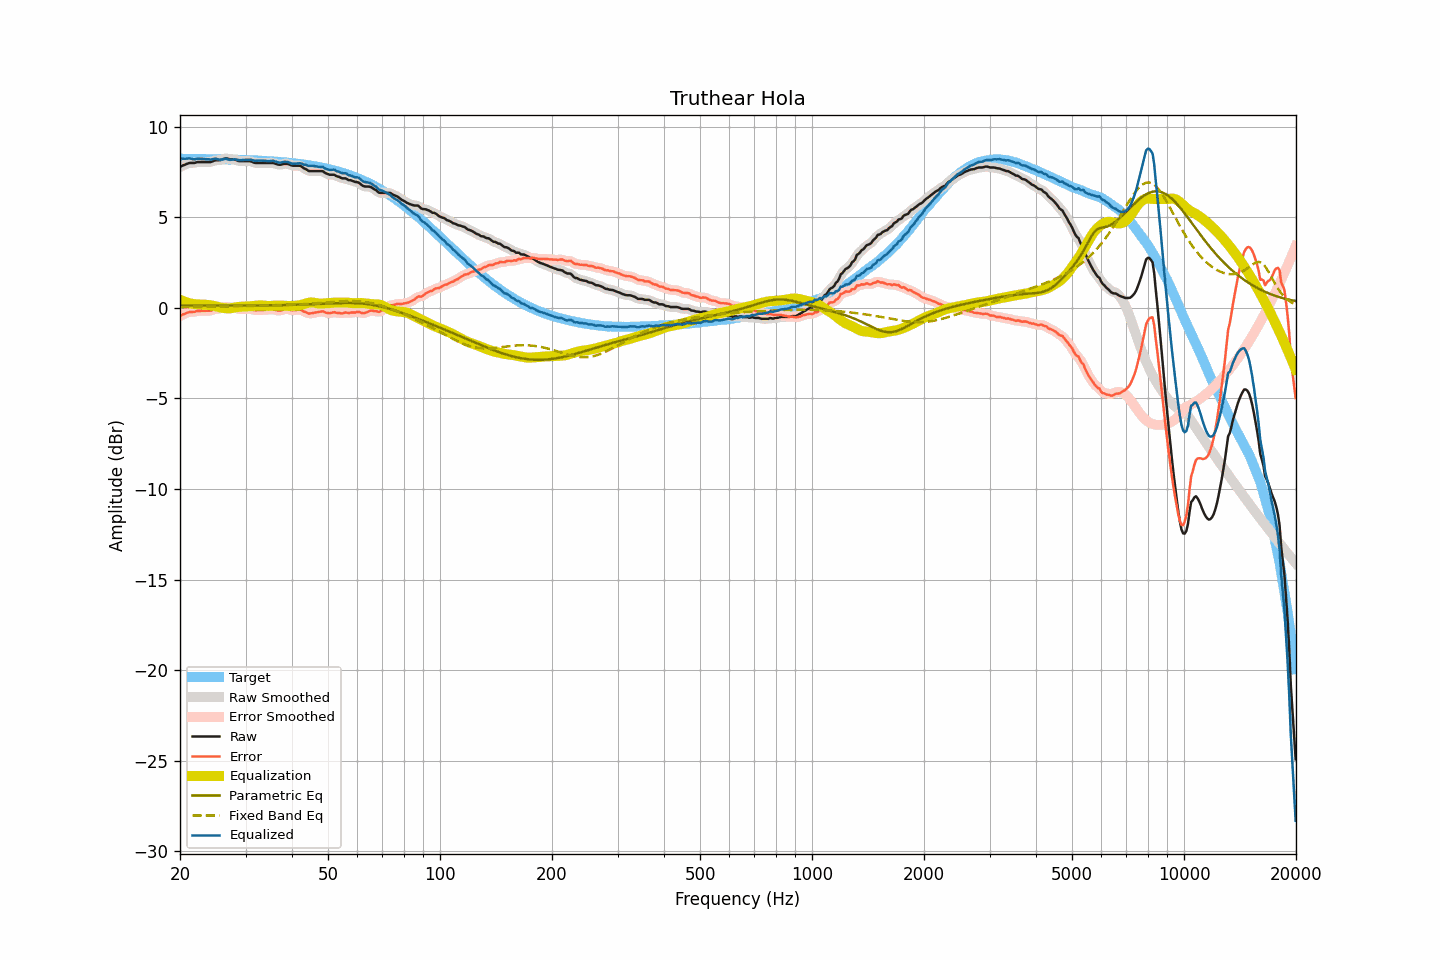 Truthear Hola
10
5
0
−5
−10
−15
−20
−25
−30
Amplitude (dBr)
Target
Raw Smoothed
Error Smoothed
Raw
Error
Equalization
Parametric Eq
Fixed Band Eq
Equalized
20 50 100 200 500 1000 2000 5000 10000 20000
Frequency (Hz)